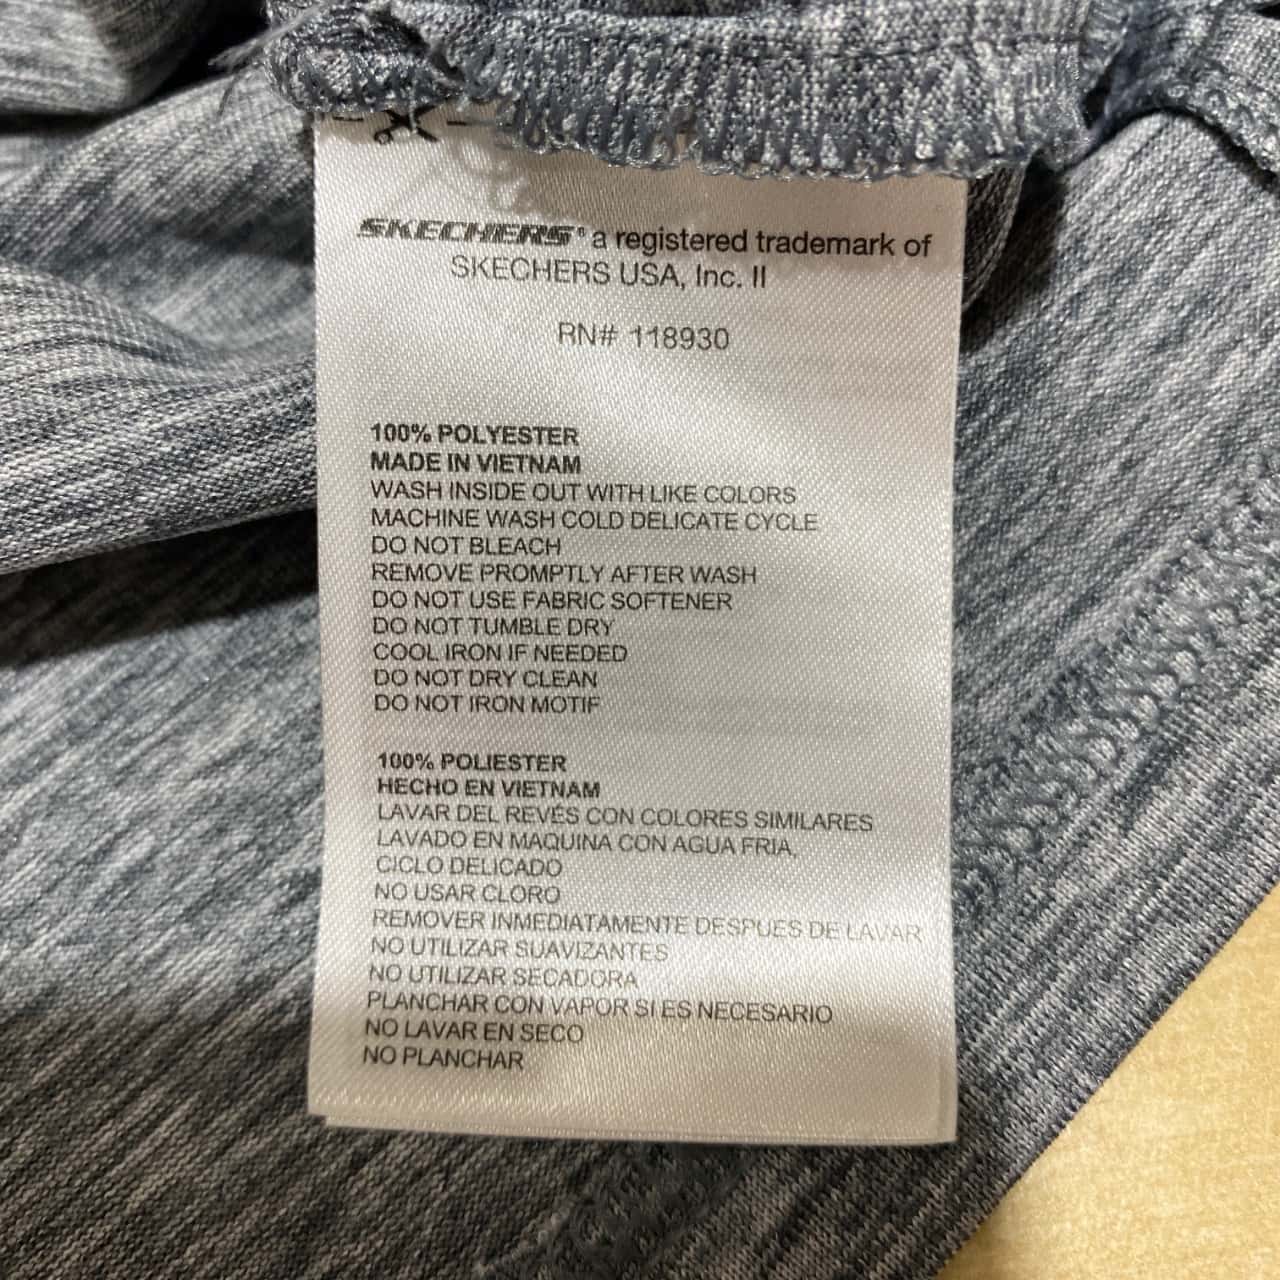 SKECHERS® a registered trademark of
SKECHERS USA, Inc. II
RN# 118930
100% POLYESTER
MADE IN VIETNAM
WASH INSIDE OUT WITH LIKE COLORS
MACHINE WASH COLD DELICATE CYCLE
DO NOT BLEACH
REMOVE PROMPTLY AFTER WASH
DO NOT USE FABRIC SOFTENER
DO NOT TUMBLE DRY
COOL IRON IF NEEDED
DO NOT DRY CLEAN
DO NOT IRON MOTIF
100% POLIESTER
HECHO EN VIETNAM
LAVAR DEL REVÉS CON COLORES SIMILARES
LAVADO EN MAQUINA CON AGUA FRIA,
CICLO DELICADO
NO USAR CLORO
REMOVER INMEDIATAMENTE DESPUES DE LAVAR
NO UTILIZAR SUAVIZANTES
NO UTILIZAR SECADORA
PLANCHAR CON VAPOR SI ES NECESARIO
NO LAVAR EN SECO
NO PLANCHAR